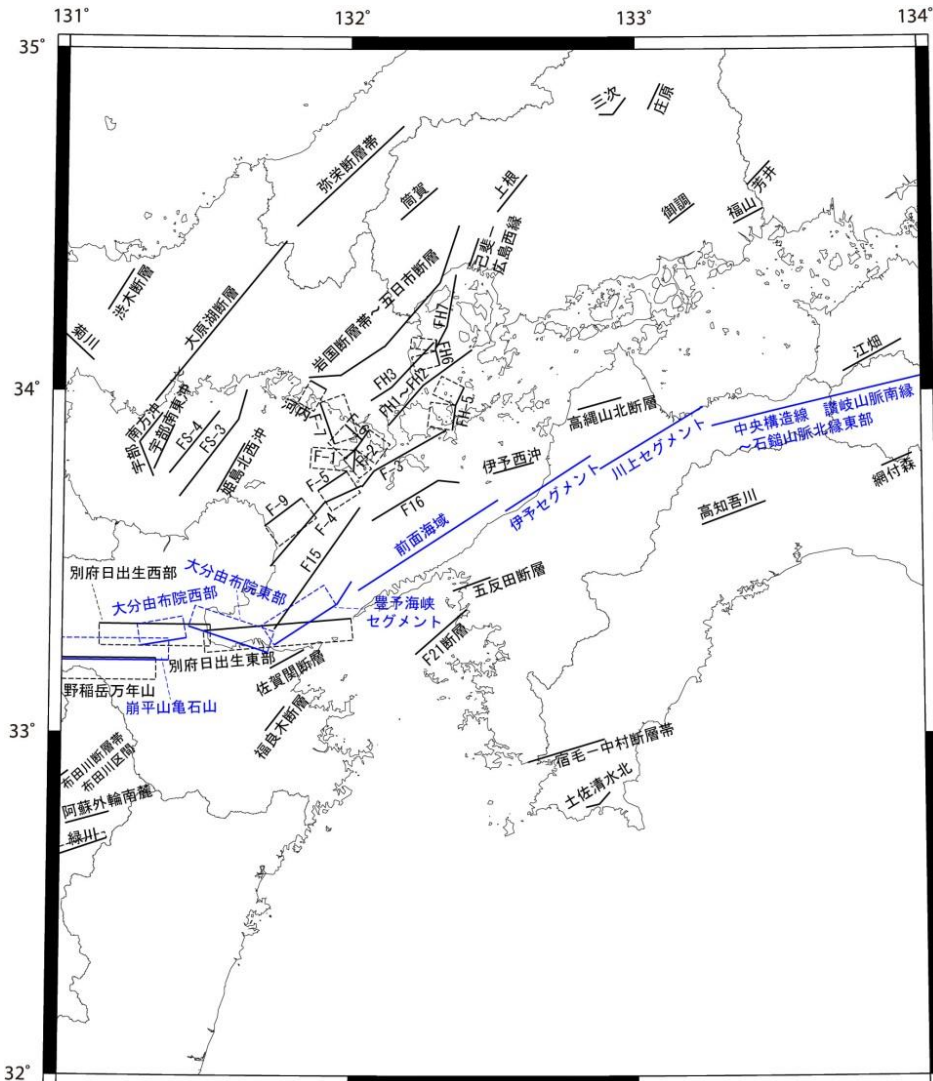 131°
132°
133°
134°
35°
三次
庄原
弥栄断層帯
筒賀
上根
芳井
御調
福山
己斐ー
広島西縁
渋木断層
大原湖断層
岩国断層帯～五日市断層
菊川
FH7
FH6
FH3
PN1～FH2
江畑
34°
宇部南方沖
宇部南東沖
FS-4
FS-3
河内
F-1
F-2
F-3
FH-5
高縄山北断層
中央構造線 讃岐山脈南縁
～石鎚山脈北縁東部
姫島北西沖
F-5
伊予西沖
川上セグメント
網付森
F-9
F-4
F16
伊予セグメント
高知吾川
F15
前面海域
別府日出生西部
大分由布院東部
大分由布院西部
五反田断層
豊予海峡
セグメント
F21断層
別府日出生東部
佐賀関断層
野稲岳万年山
崩平山亀石山
福良木断層
33°
宿毛ー中村断層帯
布田川断層帯
布田川区間
土佐清水北
阿蘇外輪南麓
緑川
32°